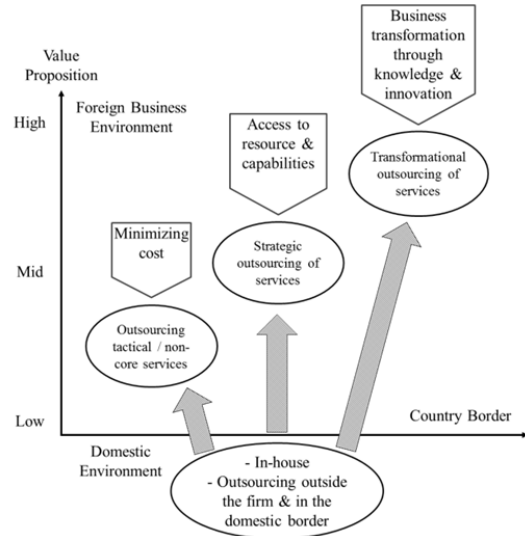 Business
transformation
through
knowledge &
innovation
Value
Proposition
High
Foreign Business
Environment
Access to
resource &
capabilities
Transformational
outsourcing of
services
Minimizing
cost
Strategic
outsourcing of
services
Mid
Outsourcing
tactical / non-
core services
Low
Country Border
Domestic
Environment
- In-house
- Outsourcing outside
the firm & in the
domestic border